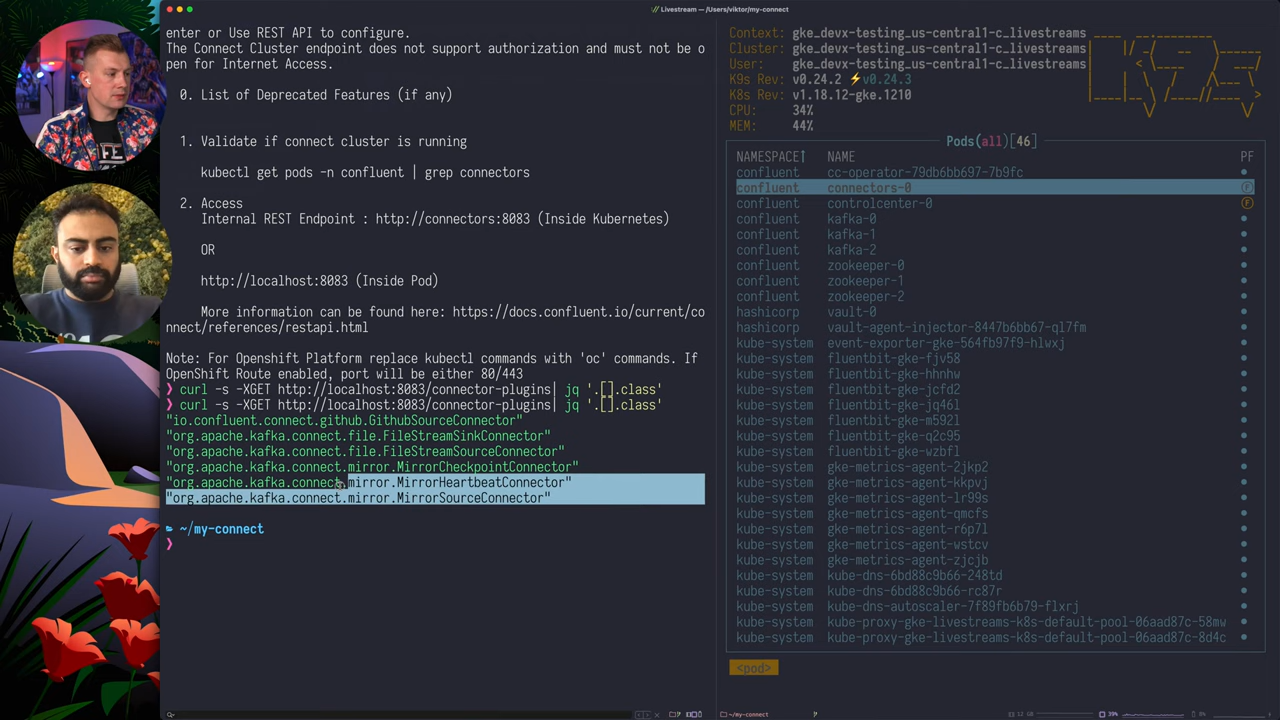 Livestream — /Users/viktor/my-connect
enter or Use REST API to configure.
The Connect Cluster endpoint does not support authorization and must not be o
pen for Internet Access.
0. List of Deprecated Features (if any)
1. Validate if connect cluster is running
kubectl get pods -n confluent | grep connectors
2. Access
Internal REST Endpoint : http://connectors:8083 (Inside Kubernetes)
OR
http://localhost:8083 (Inside Pod)
More information can be found here: https://docs.confluent.io/current/co
nnect/references/restapi.html
Note: For Openshift Platform replace kubectl commands with 'oc' commands. If
OpenShift Route enabled, port will be either 80/443
❯ curl -s -XGET http://localhost:8083/connector-plugins| jq '.[].class'
❯ curl -s -XGET http://localhost:8083/connector-plugins| jq '.[].class'
"io.confluent.connect.github.GithubSourceConnector"
"org.apache.kafka.connect.file.FileStreamSinkConnector"
"org.apache.kafka.connect.file.FileStreamSourceConnector"
"org.apache.kafka.connect.mirror.MirrorCheckpointConnector"
"org.apache.kafka.connect.mirror.MirrorHeartbeatConnector"
"org.apache.kafka.connect.mirror.MirrorSourceConnector"
~/my-connect
❯
Context: gke_devx-testing_us-central1-c_livestreams
Cluster: gke_devx-testing_us-central1-c_livestreams
User: gke_devx-testing_us-central1-c_livestreams
K9s Rev: v0.24.2 ⚡v0.24.3
K8s Rev: v1.18.12-gke.1210
CPU: 34%
MEM: 44%
Pods(all)[46]
NAMESPACE↑ NAME PF
confluent cc-operator-79db6bb697-7b9fc ●
confluent connectors-0 Ⓟ
confluent controlcenter-0 Ⓟ
confluent kafka-0 ●
confluent kafka-1 ●
confluent kafka-2 ●
confluent zookeeper-0 ●
confluent zookeeper-1 ●
confluent zookeeper-2 ●
hashicorp vault-0 ●
hashicorp vault-agent-injector-8447b6bb67-ql7fm ●
kube-system event-exporter-gke-564fb97f9-hlwxj ●
kube-system fluentbit-gke-fjv58 ●
kube-system fluentbit-gke-hhnhw ●
kube-system fluentbit-gke-jcfd2 ●
kube-system fluentbit-gke-jq46l ●
kube-system fluentbit-gke-m592l ●
kube-system fluentbit-gke-q2c95 ●
kube-system fluentbit-gke-wzbfl ●
kube-system gke-metrics-agent-2jkp2 ●
kube-system gke-metrics-agent-kkpvj ●
kube-system gke-metrics-agent-lr99s ●
kube-system gke-metrics-agent-qmcfs ●
kube-system gke-metrics-agent-r6p7l ●
kube-system gke-metrics-agent-wstcv ●
kube-system gke-metrics-agent-zjcjb ●
kube-system kube-dns-6bd88c9b66-248td ●
kube-system kube-dns-6bd88c9b66-rc87r ●
kube-system kube-dns-autoscaler-7f89fb6b79-flxrj ●
kube-system kube-proxy-gke-livestreams-k8s-default-pool-06aad87c-58mw ●
kube-system kube-proxy-gke-livestreams-k8s-default-pool-06aad87c-8d4c ●
<pod>
~/my-connect